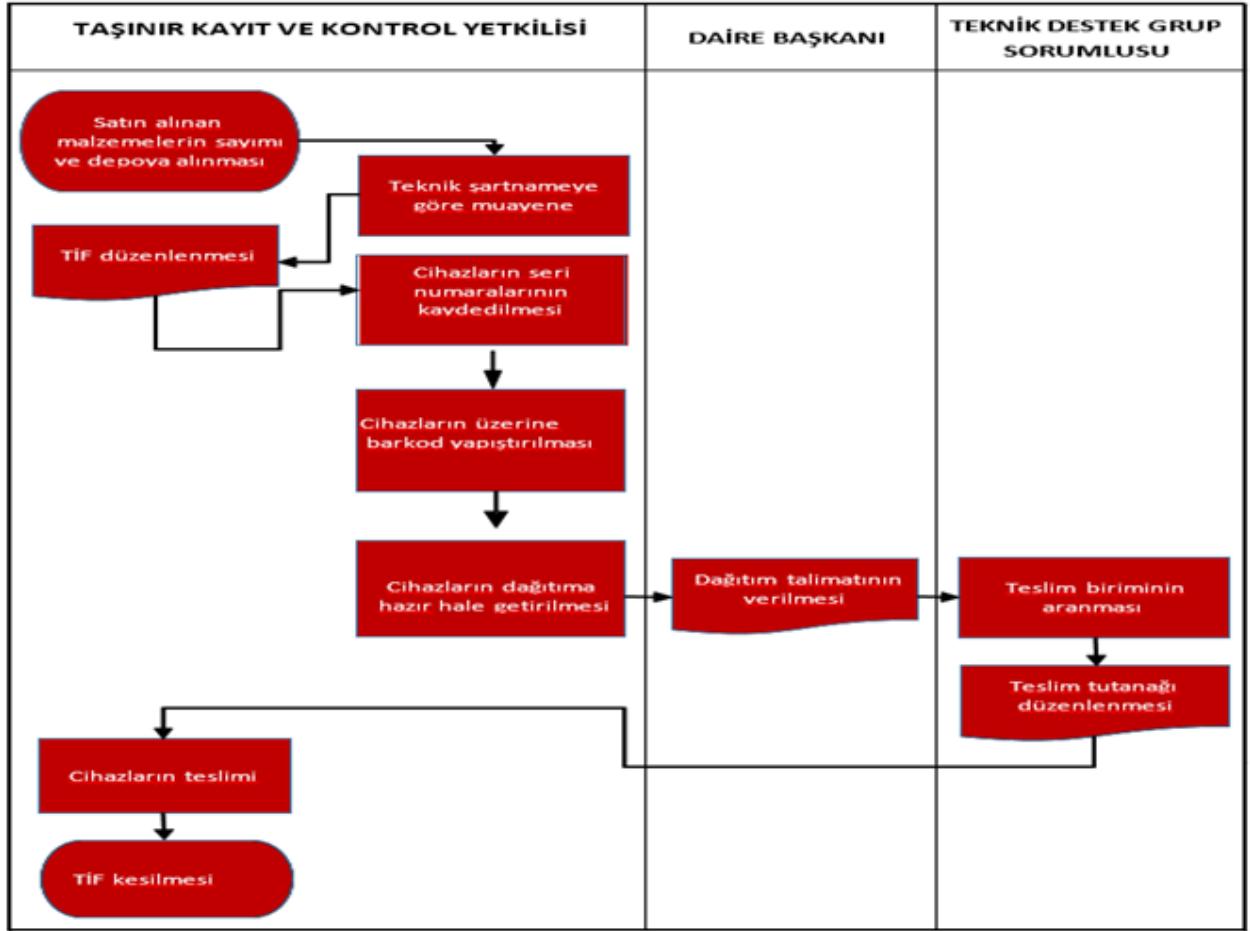 TAŞINIR KAYIT VE KONTROL YETKİLİSİ
DAİRE BAŞKANI
TEKNİK DESTEK GRUP
SORUMLUSU
Satın alınan
malzemelerin sayımı
ve depoya alınması
Teknik şartnameye
göre muayene
TİF düzenlenmesi
Cihazların seri
numaralarının
kaydedilmesi
Cihazların üzerine
barkod yapıştırılması
Cihazların dağıtıma
hazır hale getirilmesi
Dağıtım talimatının
verilmesi
Teslim biriminin
aranması
Teslim tutanağı
düzenlenmesi
Cihazların teslimi
TİF kesilmesi